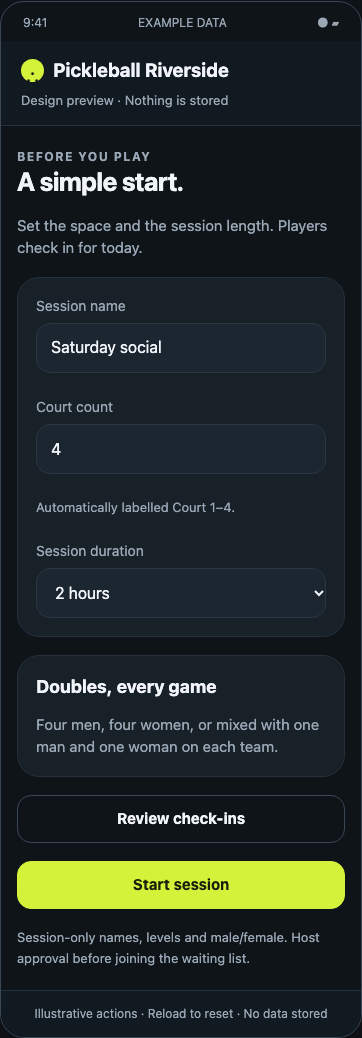 9:41
EXAMPLE DATA
Pickleball Riverside
Design preview · Nothing is stored
BEFORE YOU PLAY
A simple start.
Set the space and the session length. Players
check in for today.
Session name
Saturday social
Court count
4
Automatically labelled Court 1–4.
Session duration
2 hours
Doubles, every game
Four men, four women, or mixed with one
man and one woman on each team.
Review check-ins
Start session
Session-only names, levels and male/female. Host
approval before joining the waiting list.
Illustrative actions · Reload to reset · No data stored